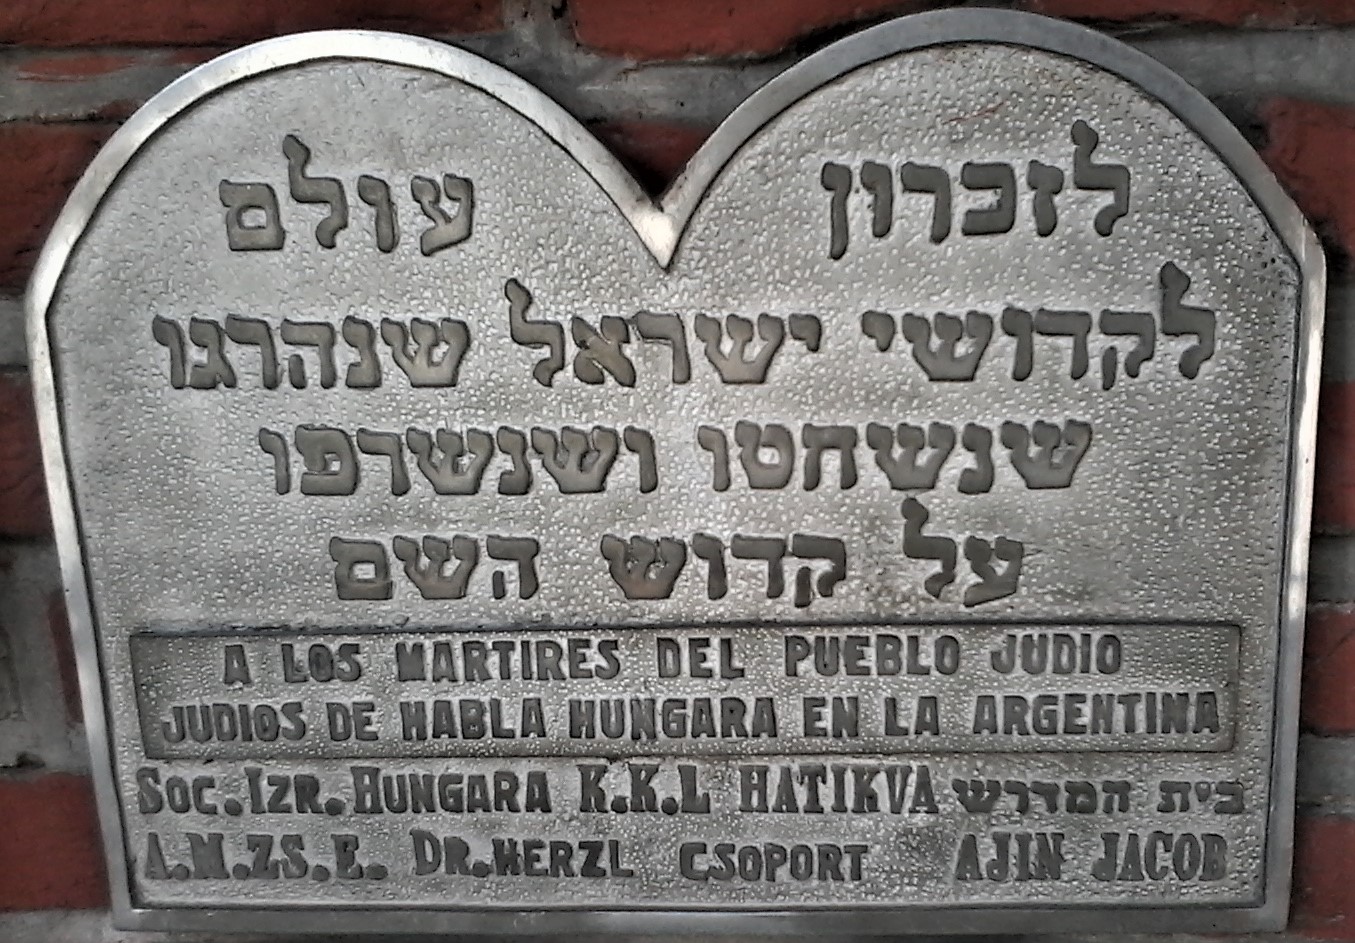 לזכרון עולם
לקדושי ישראל שנהרגו
שנשחטו ושנשרפו
על קדוש השם
A LOS MARTIRES DEL PUEBLO JUDIO
JUDIOS DE HABLA HUNGARA EN LA ARGENTINA
SOC. IZR. HUNGARA K.K.L HATIKVA בית המדרש
A.M.ZS.E. DR. HERZL CSOPORT AJIN JACOB